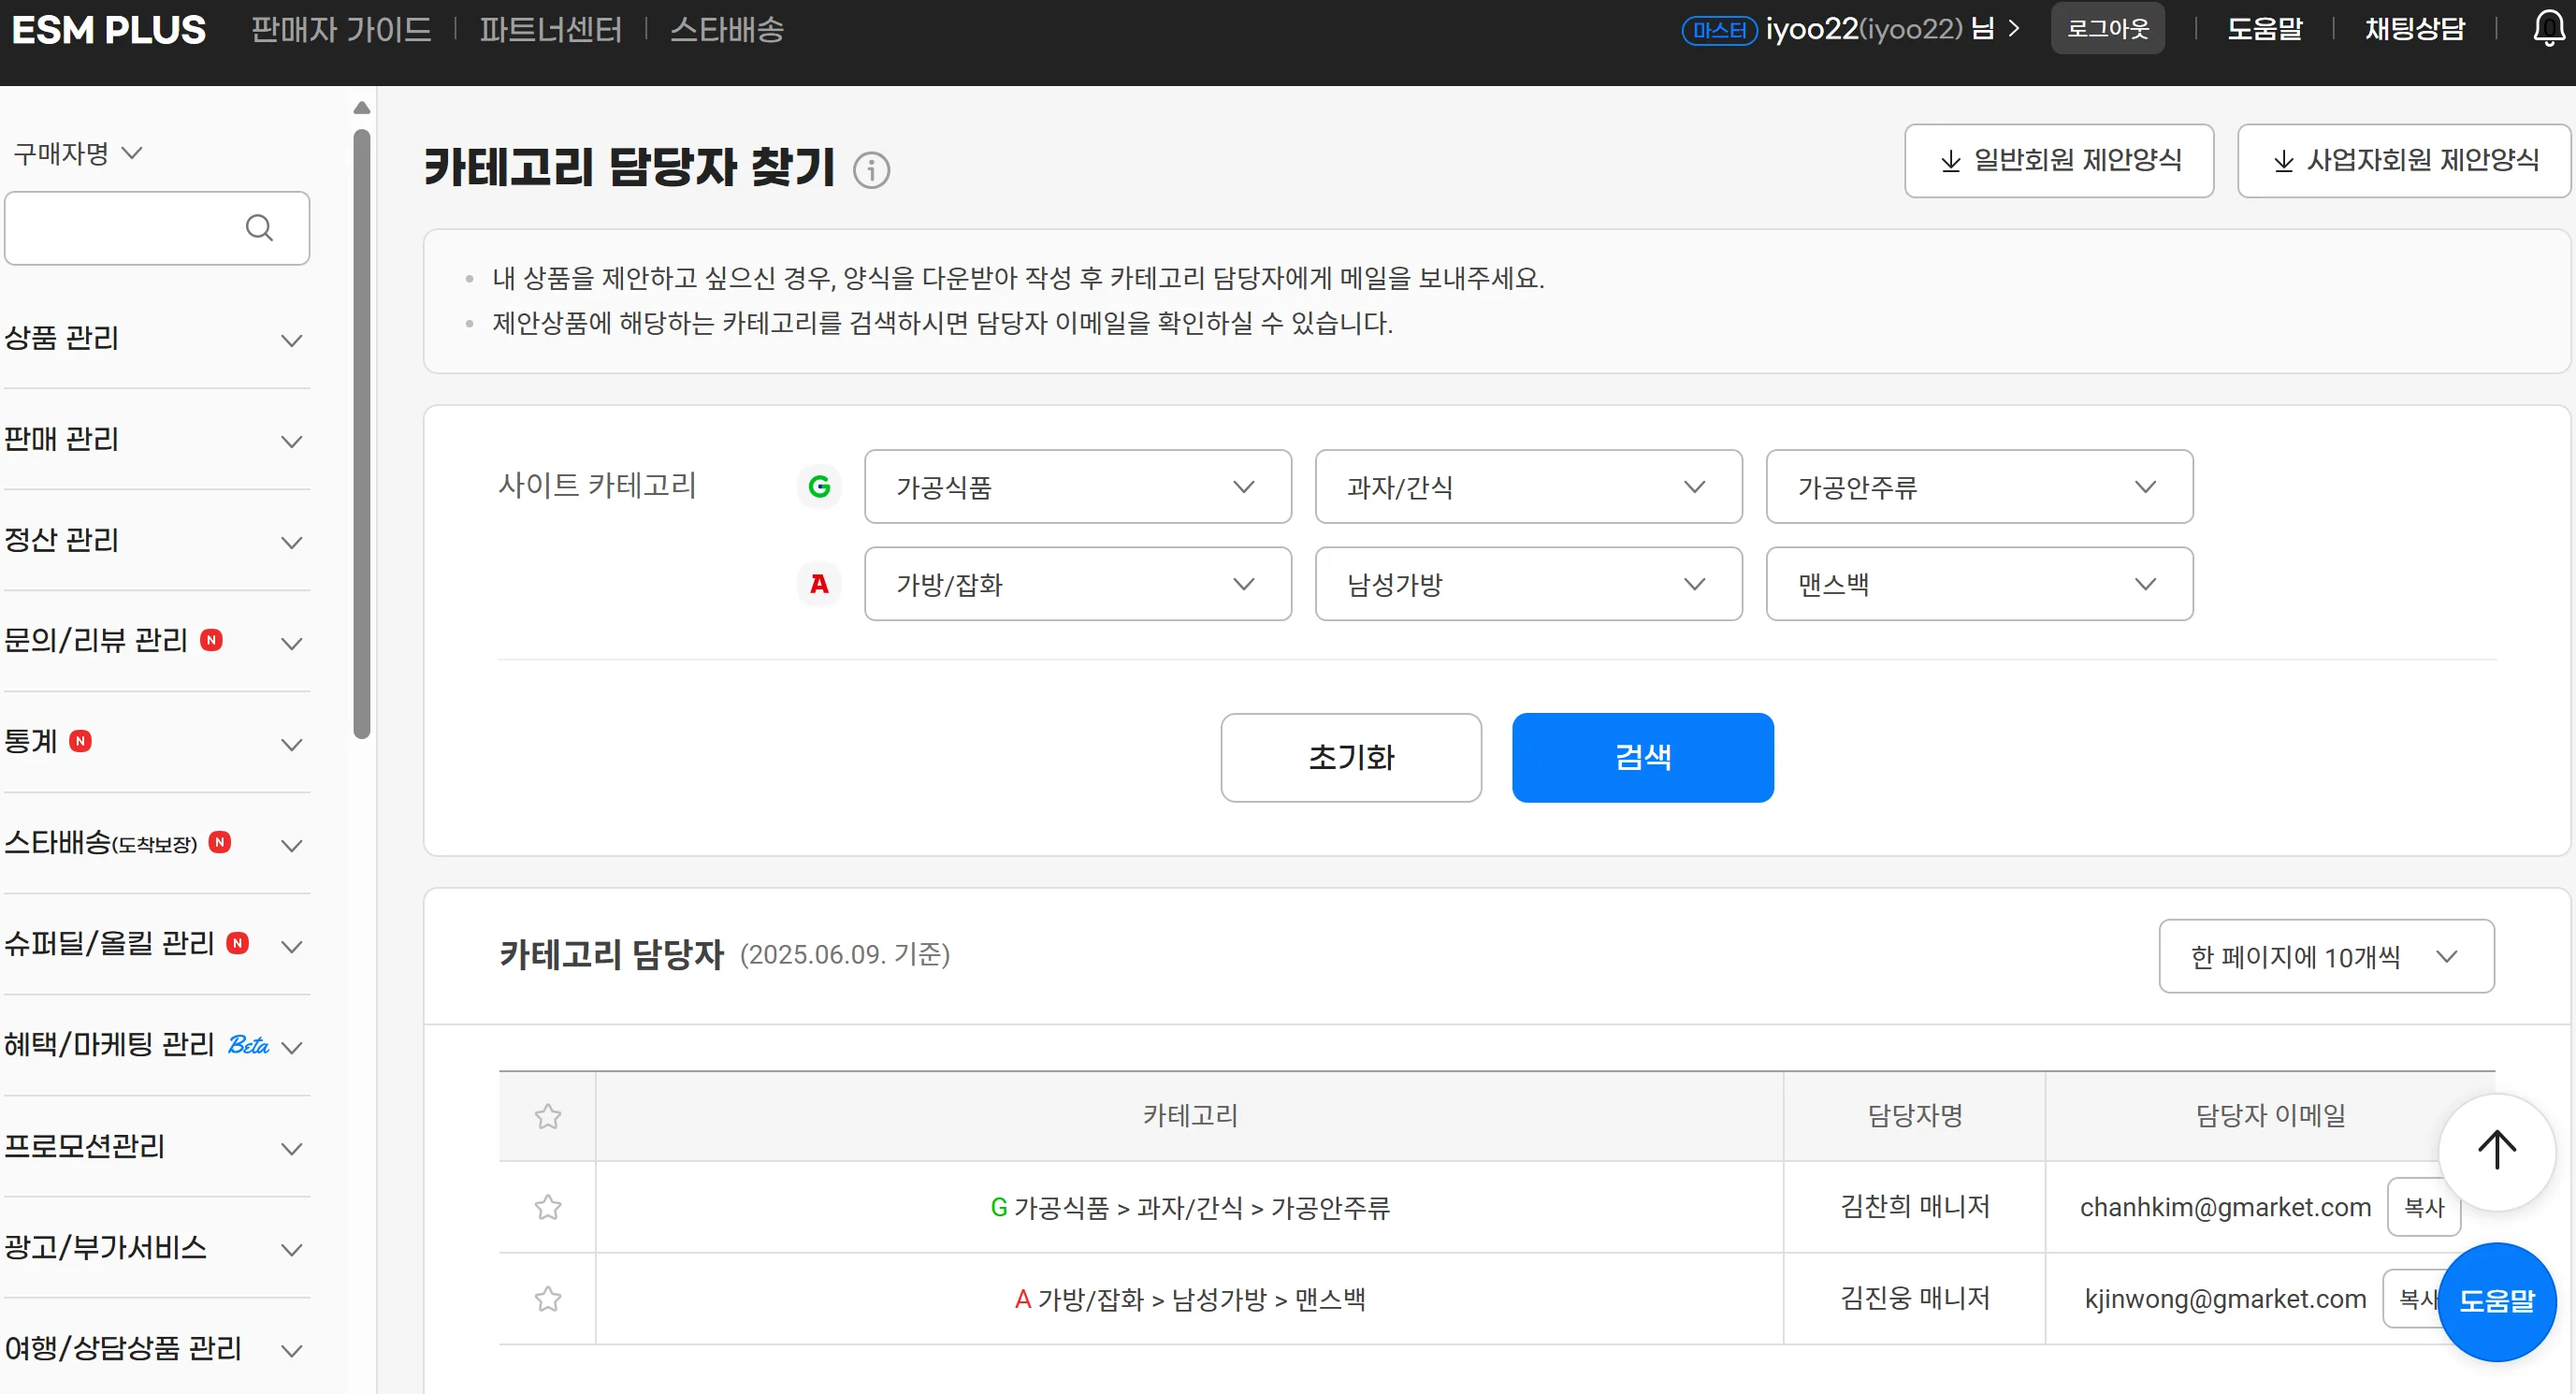 ESM PLUS 판매자 가이드 파트너센터 스타배송 마스터 iyoo22(iyoo22) 님 로그아웃 도움말 채팅상담 0
구매자명
상품 관리
판매 관리
정산 관리
문의/리뷰 관리 N
통계 N
스타배송(도착보장) N
슈퍼딜/올킬 관리 N
혜택/마케팅 관리 Beta
프로모션관리
광고/부가서비스
여행/상담상품 관리
카테고리 담당자 찾기 i
일반회원 제안양식 사업자회원 제안양식
내 상품을 제안하고 싶으신 경우, 양식을 다운받아 작성 후 카테고리 담당자에게 메일을 보내주세요.
제안상품에 해당하는 카테고리를 검색하시면 담당자 이메일을 확인하실 수 있습니다.
사이트 카테고리 G 가공식품 과자/간식 가공안주류
A 가방/잡화 남성가방 맨스백
초기화 검색
카테고리 담당자 (2025.06.09. 기준) 한 페이지에 10개씩
카테고리 담당자명 담당자 이메일
G 가공식품 > 과자/간식 > 가공안주류 김찬희 매니저 chanhkim@gmarket.com 복사
A 가방/잡화 > 남성가방 > 맨스백 김진웅 매니저 kjinwong@gmarket.com 복사
도움말